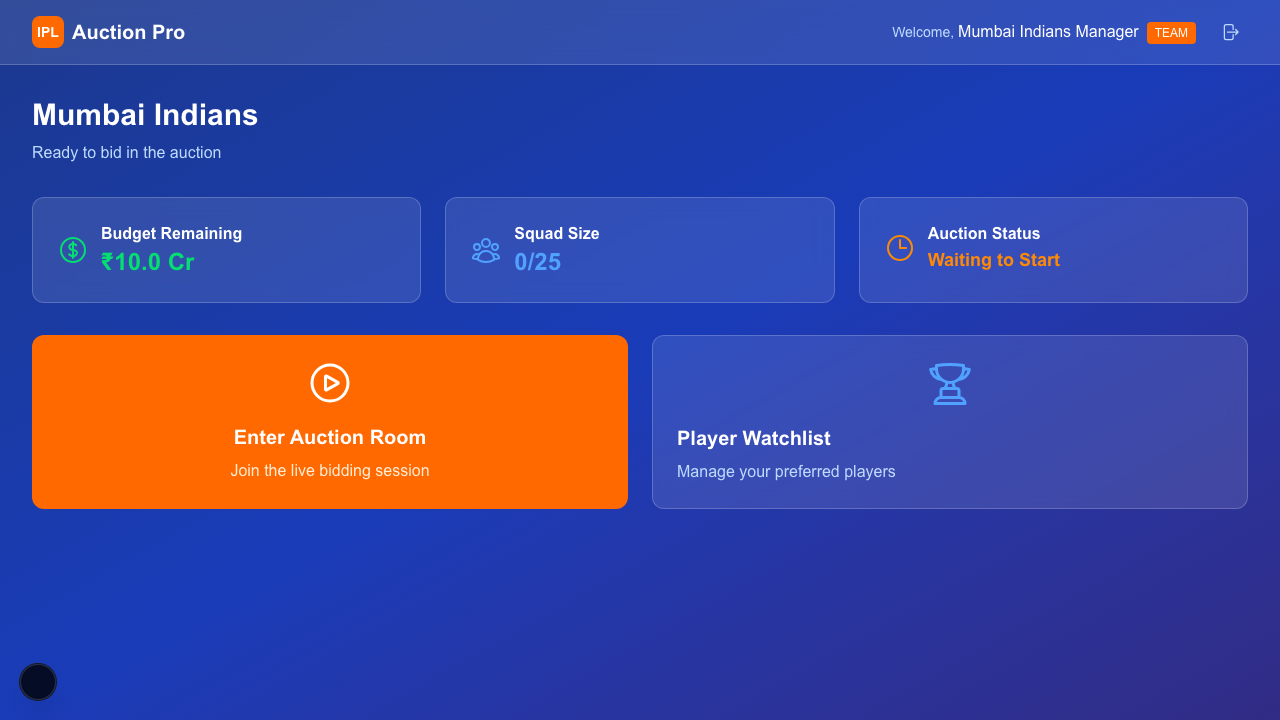 IPL Auction Pro
Welcome, Mumbai Indians Manager TEAM
Mumbai Indians
Ready to bid in the auction
Budget Remaining
₹10.0 Cr
Squad Size
0/25
Auction Status
Waiting to Start
Enter Auction Room
Join the live bidding session
Player Watchlist
Manage your preferred players